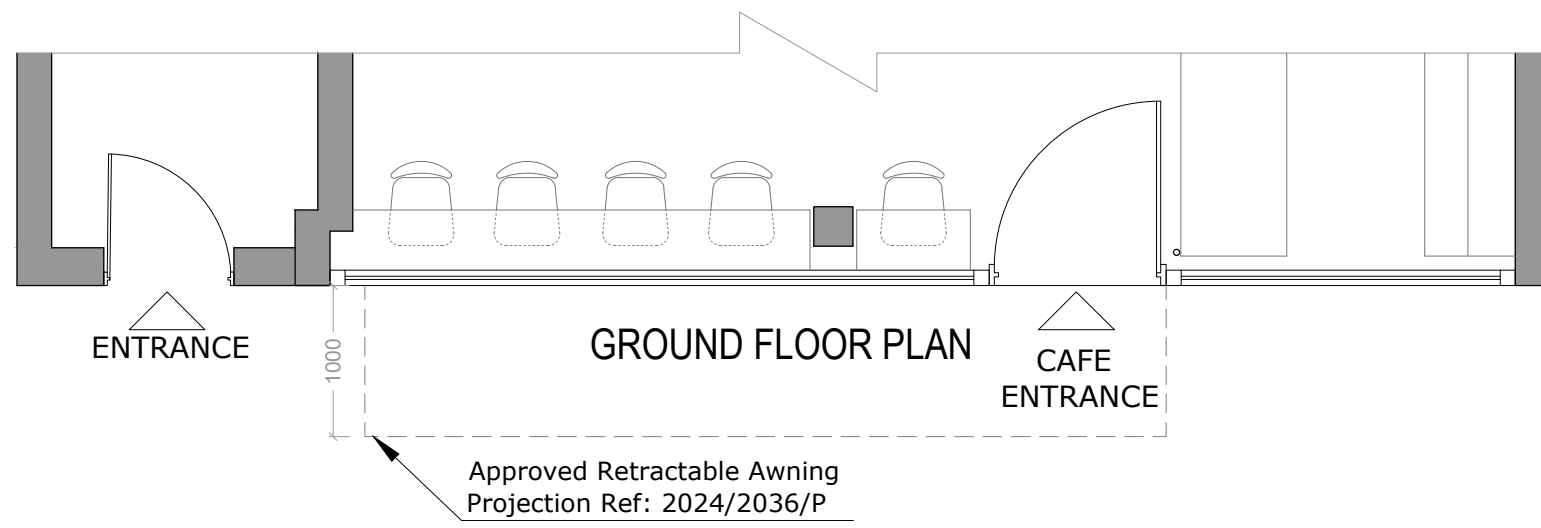 ENTRANCE
1000
GROUND FLOOR PLAN
CAFE
ENTRANCE
Approved Retractable Awning
Projection Ref: 2024/2036/P